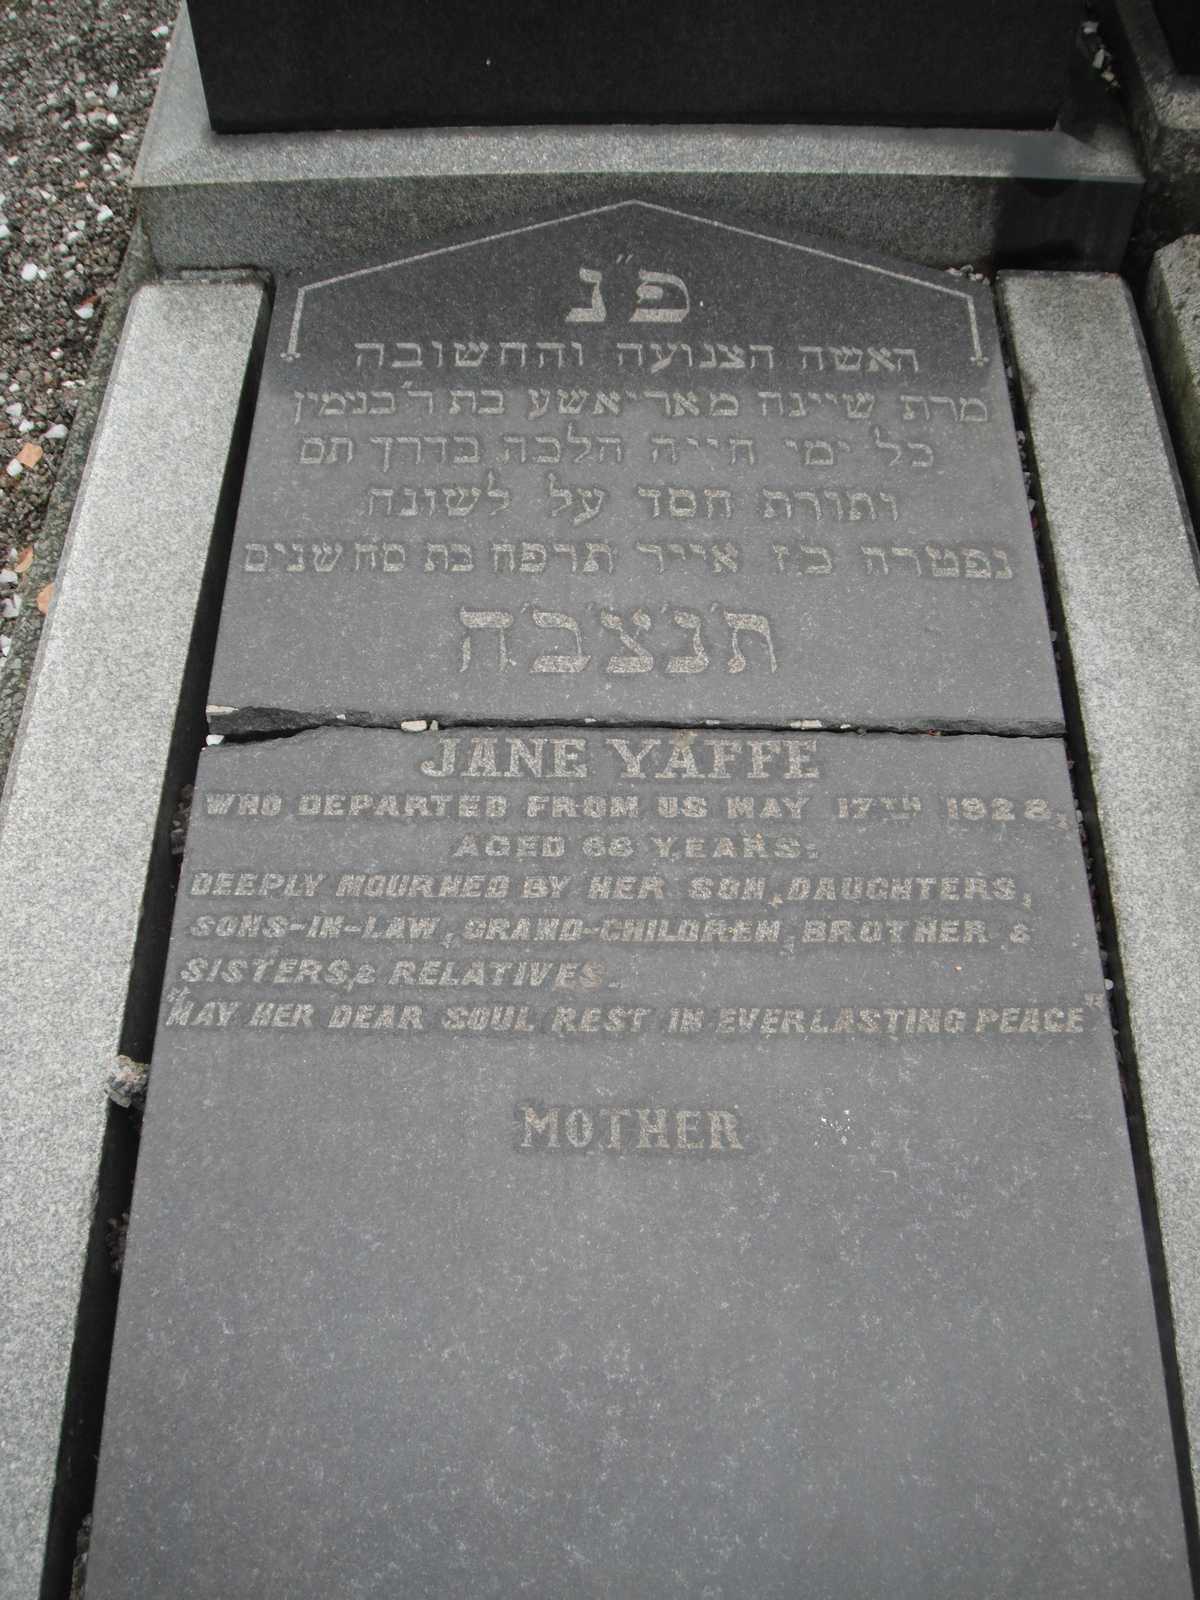 פ"נ
האשה הצנועה והחשובה
מרת שיינה מאריאשע בת ר' בנימין
כל ימי חייה הלכה בדרך תם
ותורת חסד על לשונה
נפטרה כ"ז אייר תרפח בת סח שנים
ת'נ'צ'ב'ה
JANE YAFFE
WHO DEPARTED FROM US MAY 17TH 1928,
AGED 68 YEARS:
DEEPLY MOURNED BY HER SON, DAUGHTERS,
SONS-IN-LAW, GRAND-CHILDREN, BROTHER &
SISTERS, & RELATIVES.
"MAY HER DEAR SOUL REST IN EVERLASTING PEACE"
MOTHER